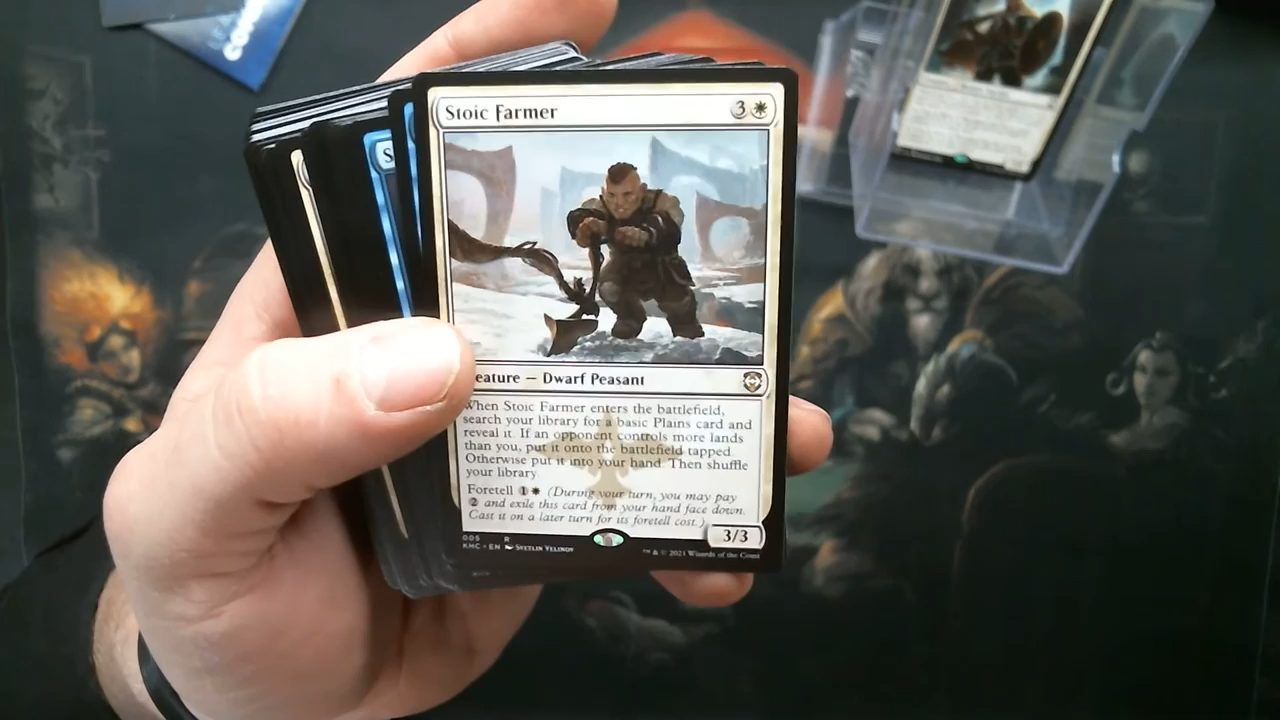 Stoic Farmer 3
eature — Dwarf Peasant
When Stoic Farmer enters the battlefield,
search your library for a basic Plains card and
reveal it. If an opponent controls more lands
than you, put it onto the battlefield tapped.
Otherwise put it into your hand. Then shuffle
your library.
Foretell 1 (During your turn, you may pay
2 and exile this card from your hand face down.
Cast it on a later turn for its foretell cost.)
3/3
005 R
KHC • EN Svetlin Velinov
™ & © 2021 Wizards of the Coast
S